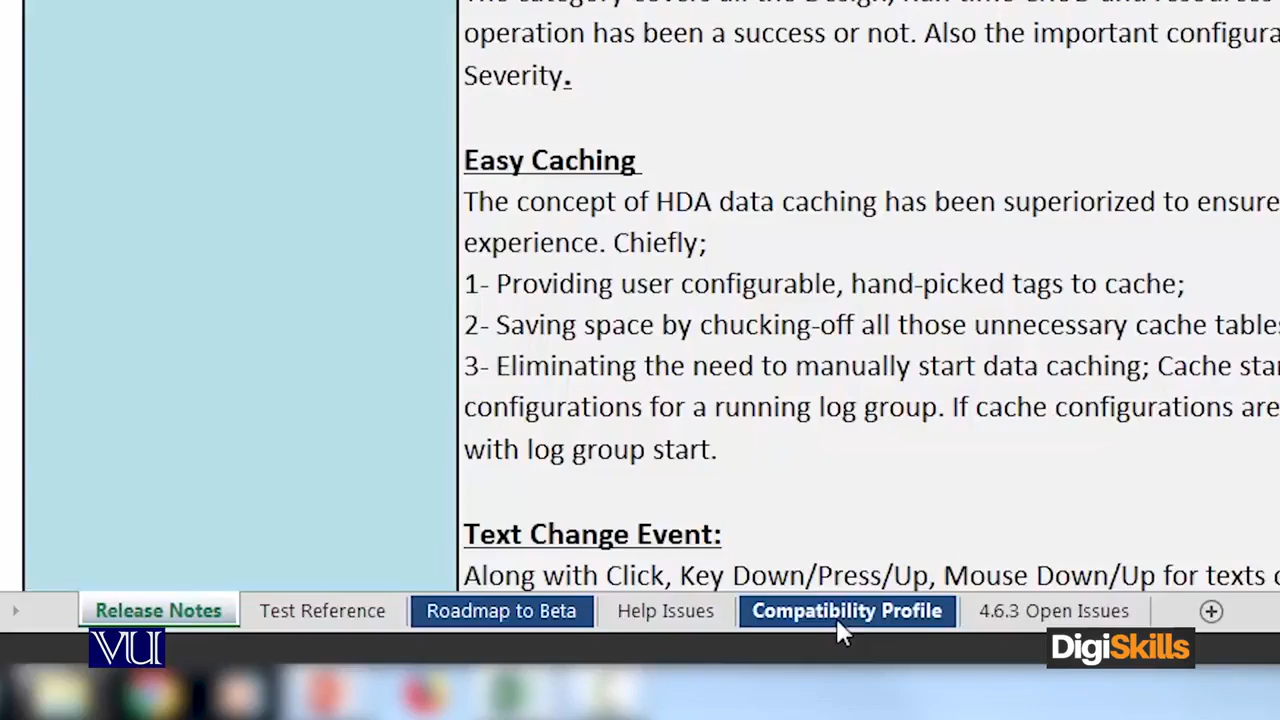 operation has been a success or not. Also the important configura
Severity.
Easy Caching
The concept of HDA data caching has been superiorized to ensure
experience. Chiefly;
1- Providing user configurable, hand-picked tags to cache;
2- Saving space by chucking-off all those unnecessary cache tables
3- Eliminating the need to manually start data caching; Cache star
configurations for a running log group. If cache configurations are
with log group start.
Text Change Event:
Along with Click, Key Down/Press/Up, Mouse Down/Up for texts
Release Notes
Test Reference
Roadmap to Beta
Help Issues
Compatibility Profile
4.6.3 Open Issues
VU
DigiSkills